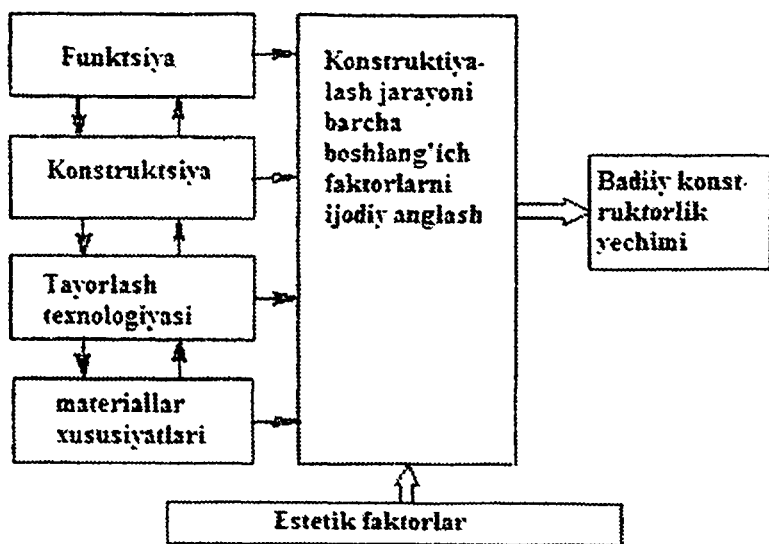 Funktsiya
Konstruktsiya
Tayorlash
texnologiyasi
materiallar
xususiyatlari
Konstruktiya-
lash jarayoni
barcha
boshlang'ich
faktorlarni
ijodiy anglash
Badiiy konst-
ruktorlik
yechimi
Estetik faktorlar